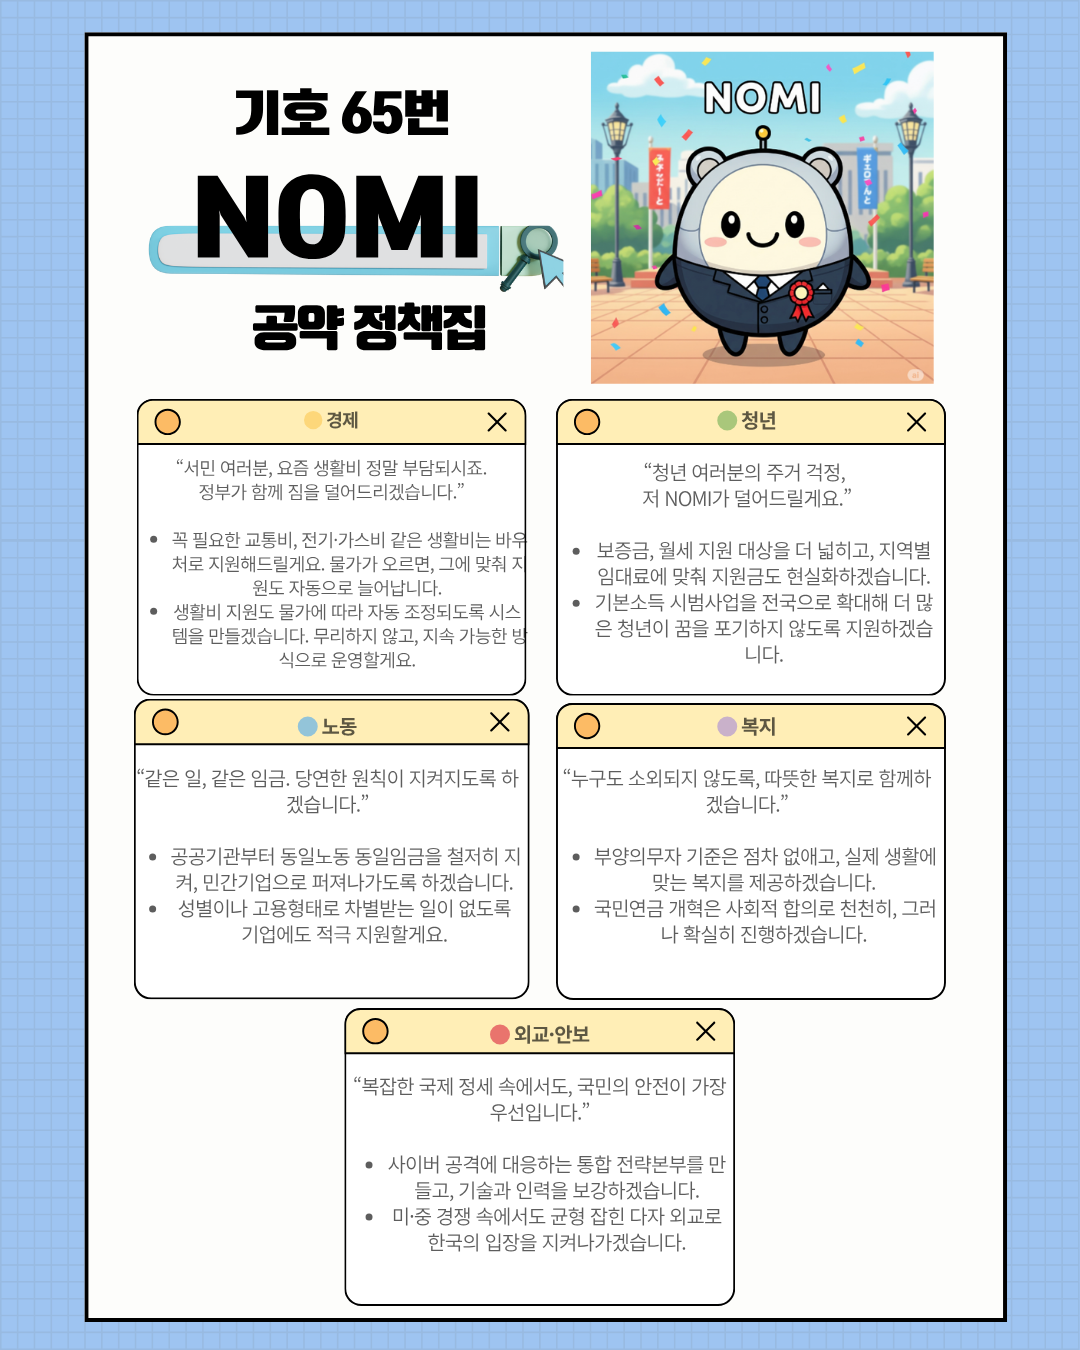 기호 65번
NOMI
공약 정책집
NOMI
경제
“서민 여러분, 요즘 생활비 정말 부담되시죠.
정부가 함께 짐을 덜어드리겠습니다.”
꼭 필요한 교통비, 전기·가스비 같은 생활비는 바우
처로 지원해드릴게요. 물가가 오르면, 그에 맞춰 지
원도 자동으로 늘어납니다.
생활비 지원도 물가에 따라 자동 조정되도록 시스
템을 만들겠습니다. 무리하지 않고, 지속 가능한 방
식으로 운영할게요.
청년
“청년 여러분의 주거 걱정,
저 NOMI가 덜어드릴게요.”
보증금, 월세 지원 대상을 더 넓히고, 지역별
임대료에 맞춰 지원금도 현실화하겠습니다.
기본소득 시범사업을 전국으로 확대해 더 많
은 청년이 꿈을 포기하지 않도록 지원하겠습
니다.
노동
“같은 일, 같은 임금. 당연한 원칙이 지켜지도록 하
겠습니다.”
공공기관부터 동일노동 동일임금을 철저히 지
켜, 민간기업으로 퍼져나가도록 하겠습니다.
성별이나 고용형태로 차별받는 일이 없도록
기업에도 적극 지원할게요.
복지
“누구도 소외되지 않도록, 따뜻한 복지로 함께하
겠습니다.”
부양의무자 기준은 점차 없애고, 실제 생활에
맞는 복지를 제공하겠습니다.
국민연금 개혁은 사회적 합의로 천천히, 그러
나 확실히 진행하겠습니다.
외교·안보
“복잡한 국제 정세 속에서도, 국민의 안전이 가장
우선입니다.”
사이버 공격에 대응하는 통합 전략본부를 만
들고, 기술과 인력을 보강하겠습니다.
미·중 경쟁 속에서도 균형 잡힌 다자 외교로
한국의 입장을 지켜나가겠습니다.